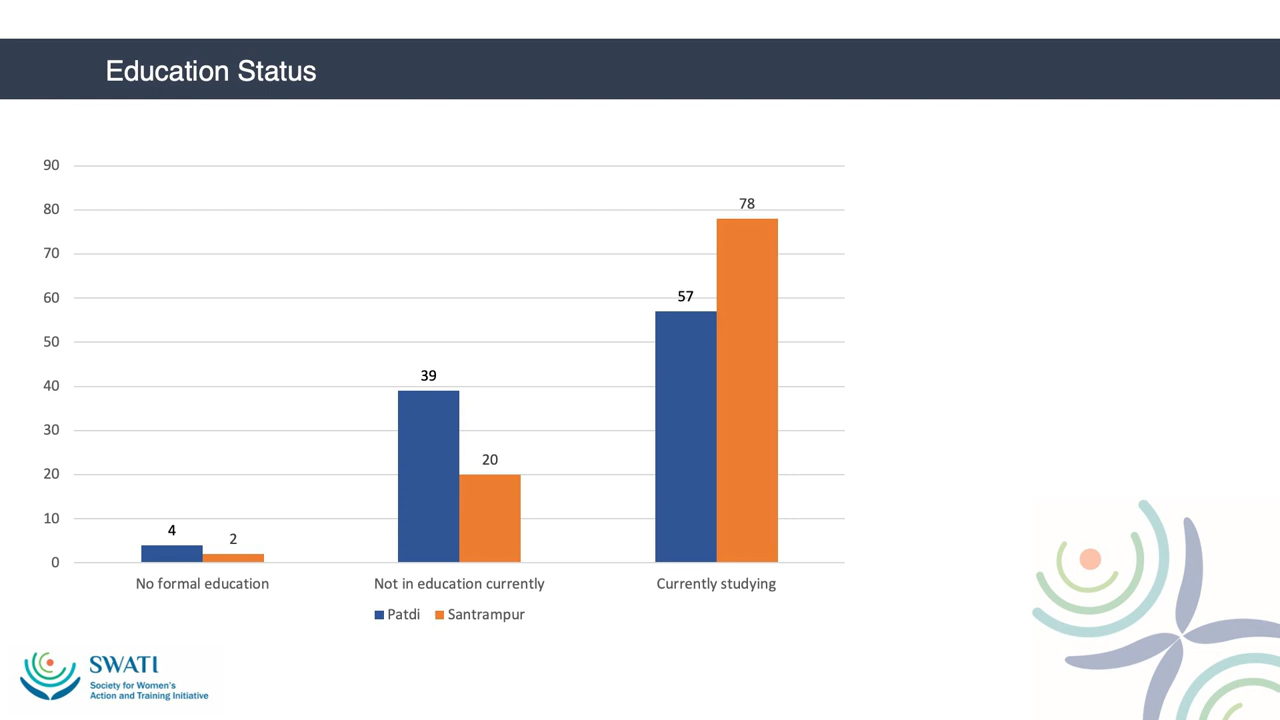 Education Status
90
80
70
60
50
40
30
20
10
0
4
2
39
20
57
78
No formal education
Not in education currently
Currently studying
Patdi
Santrampur
SWATI
Society for Women's
Action and Training Initiative